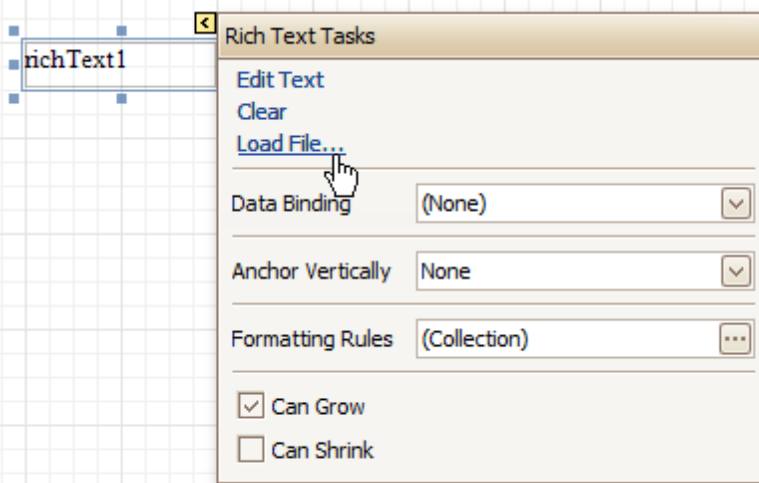 Rich Text Tasks
richText1
Edit Text
Clear
Load File...
Data Binding (None)
Anchor Vertically None
Formatting Rules (Collection)
Can Grow
Can Shrink